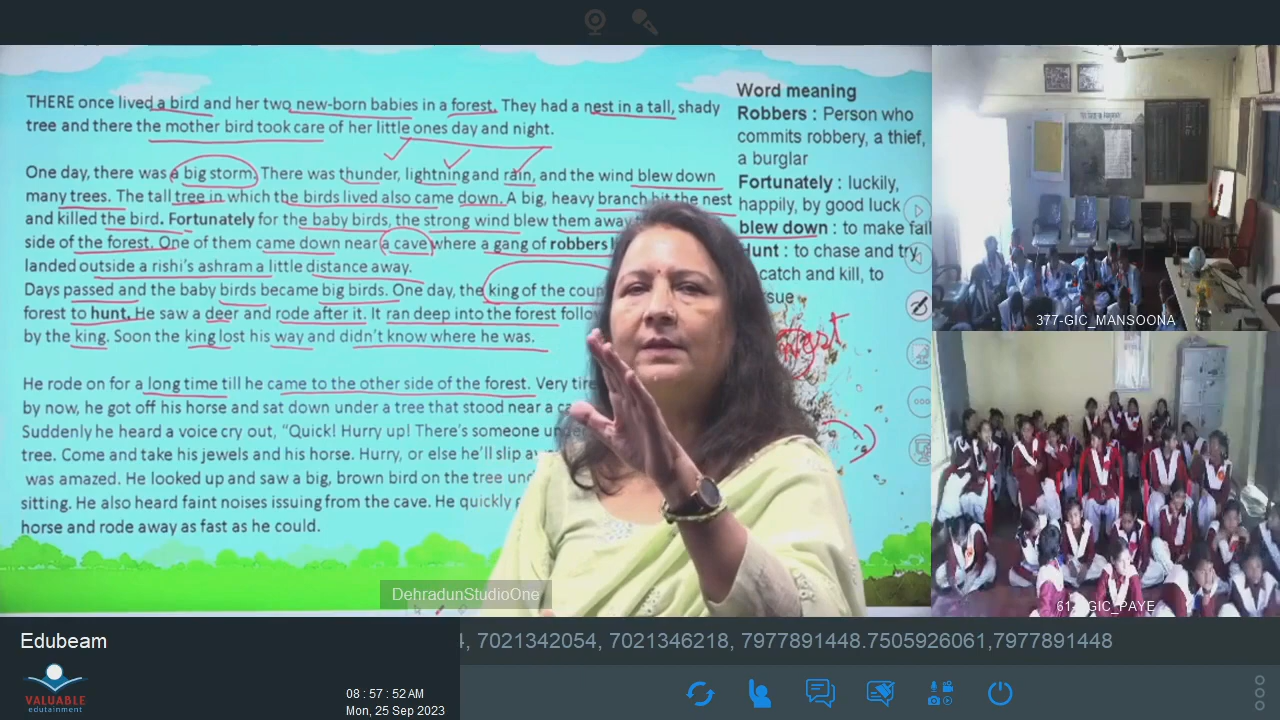 THERE once lived a bird and her two new-born babies in a forest. They had a nest in a tall, shady
tree and there the mother bird took care of her little ones day and night.
One day, there was a big storm. There was thunder, lightning and rain, and the wind blew down
many trees. The tall tree in which the birds lived also came down. A big, heavy branch hit the nest
and killed the bird. Fortunately for the baby birds, the strong wind blew them away
side of the forest. One of them came down near a cave where a gang of robbers
landed outside a rishi's ashram a little distance away.
Days passed and the baby birds became big birds. One day, the king of the
forest to hunt. He saw a deer and rode after it. It ran deep into the forest
by the king. Soon the king lost his way and didn't know where he was.
He rode on for a long time till he came to the other side of the forest. Very
by now, he got off his horse and sat down under a tree that stood near a
Suddenly he heard a voice cry out, "Quick! Hurry up! There's someone
tree. Come and take his jewels and his horse. Hurry, or else he'll slip
was amazed. He looked up and saw a big, brown bird on the tree
sitting. He also heard faint noises issuing from the cave. He quickly
horse and rode away as fast as he could.
Word meaning
Robbers : Person who
commits robbery, a thief,
a burglar
Fortunately : luckily,
happily, by good luck
blew down : to make fall
Hunt : to chase and try
catch and kill, to
377-GIC_MANSOONA
GIC_PAYE
DehradunStudioOne
Edubeam
7021342054, 7021346218, 7977891448.7505926061,7977891448
VALUABLE
edutainment
08 : 57 : 52 AM
Mon, 25 Sep 2023